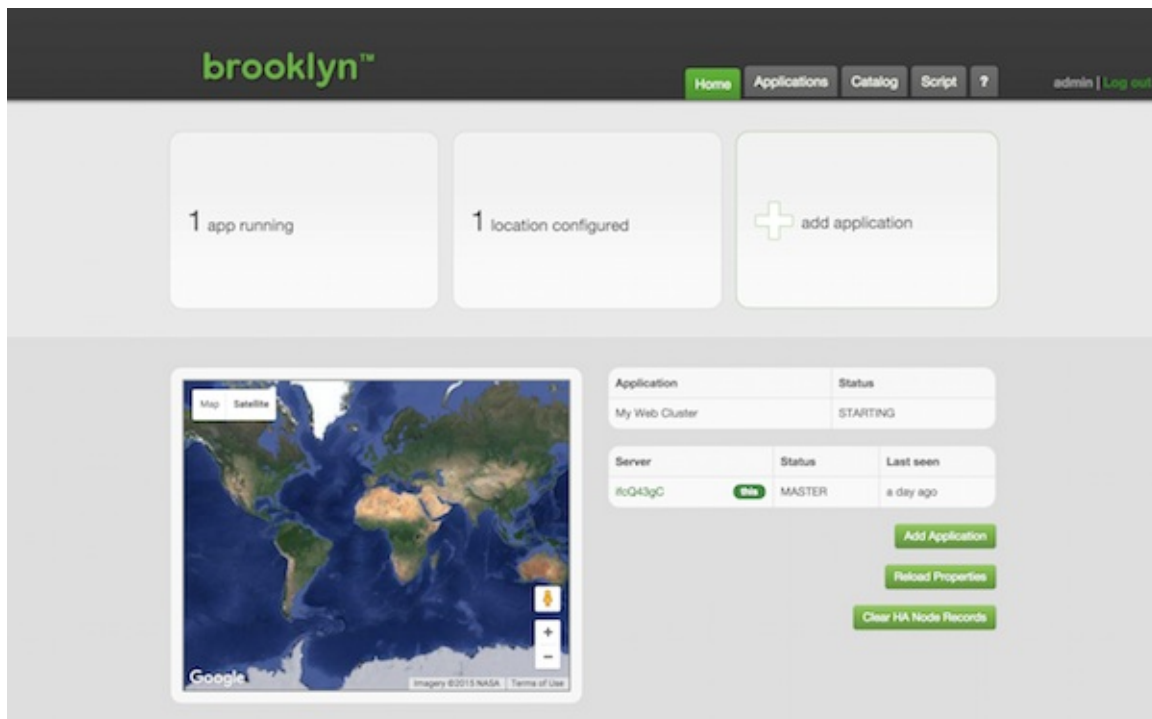 brooklyn™
Home Applications Catalog Script ? admin | Log out
1 app running
1 location configured
add application
Map Satellite
Application Status
My Web Cluster STARTING
Server Status Last seen
this MASTER a day ago
Add Application
Reload Properties
Clear HA Node Records
Google
Imagery ©2015 NASA Terms of Use